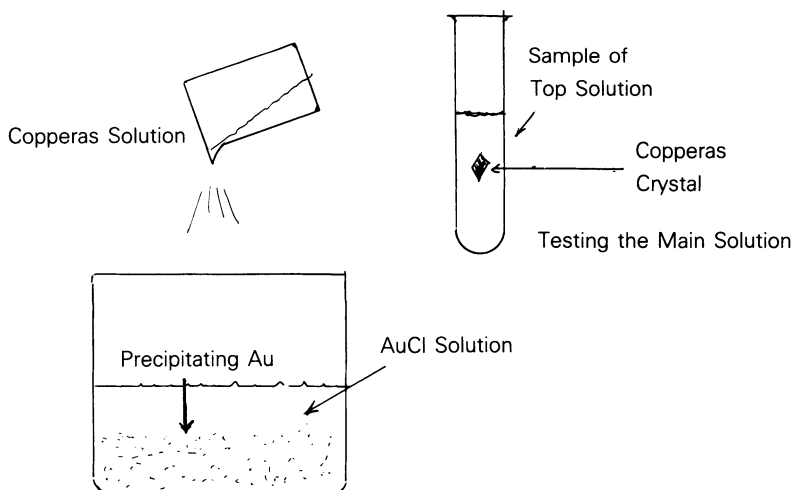 Copperas Solution
Sample of
Top Solution
Copperas
Crystal
Testing the Main Solution
Precipitating Au
AuCl Solution